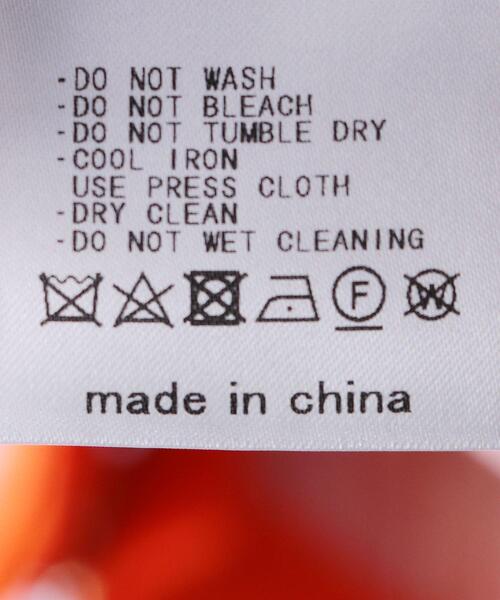 -DO NOT WASH
-DO NOT BLEACH
-DO NOT TUMBLE DRY
-COOL IRON
USE PRESS CLOTH
-DRY CLEAN
-DO NOT WET CLEANING
F W
made in china